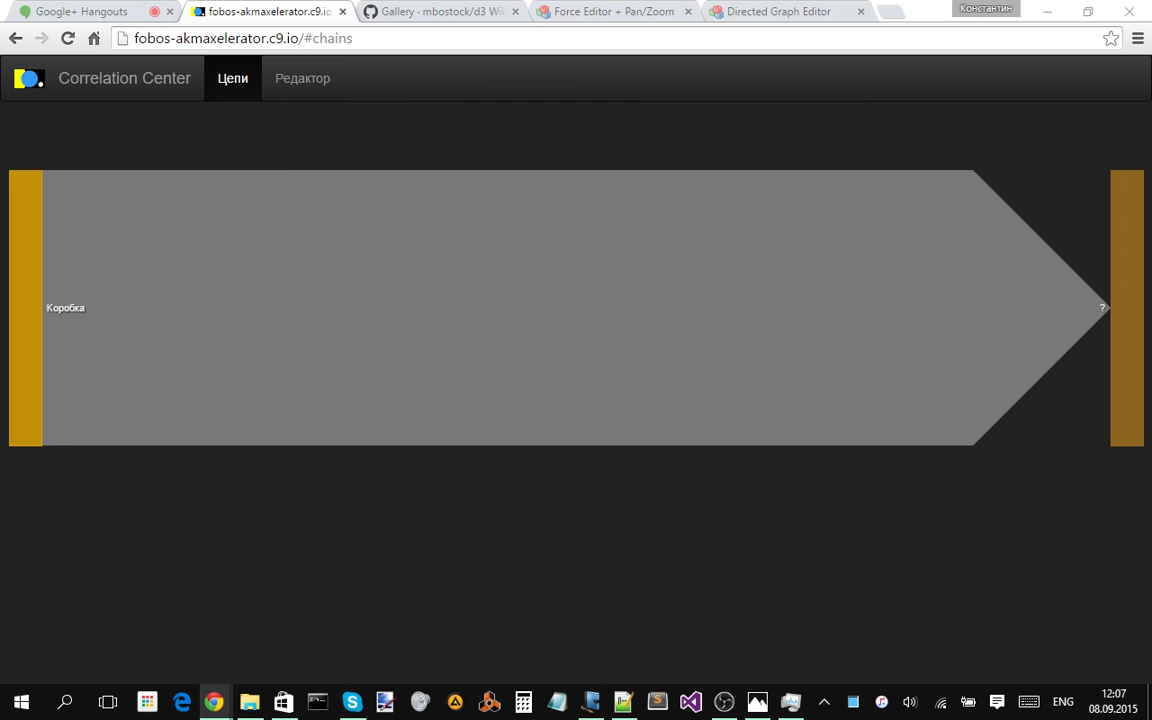 Google+ Hangouts
fobos-akmaxelerator.c9.io
Gallery · mbostock/d3 Wi
Force Editor + Pan/Zoom
Directed Graph Editor
Константин
fobos-akmaxelerator.c9.io/#chains
Correlation Center
Цепи
Редактор
Коробка
?
ENG
12:07
08.09.2015